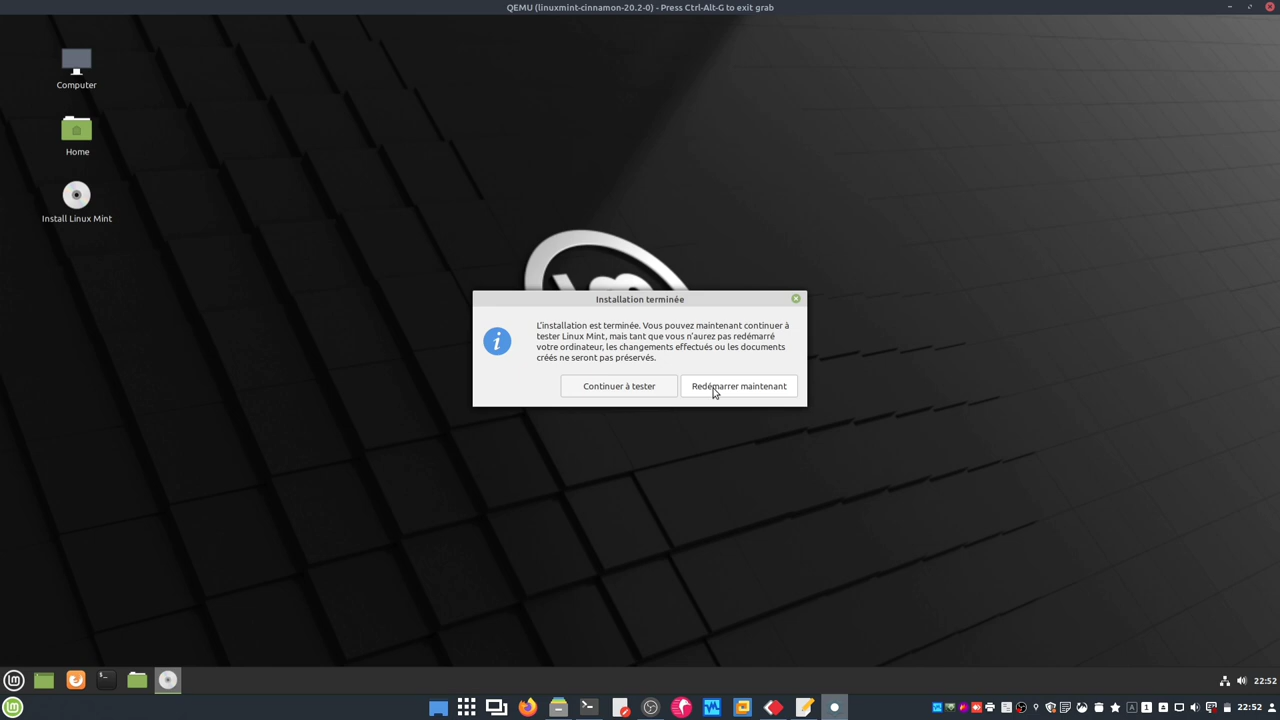 QEMU (linuxmint-cinnamon-20.2-0) - Press Ctrl-Alt-G to exit grab
Computer
Home
Install Linux Mint
Installation terminée
L'installation est terminée. Vous pouvez maintenant continuer à
tester Linux Mint, mais tant que vous n'aurez pas redémarré
votre ordinateur, les changements effectués ou les documents
créés ne seront pas préservés.
Continuer à tester
Redémarrer maintenant
22:52
22:52